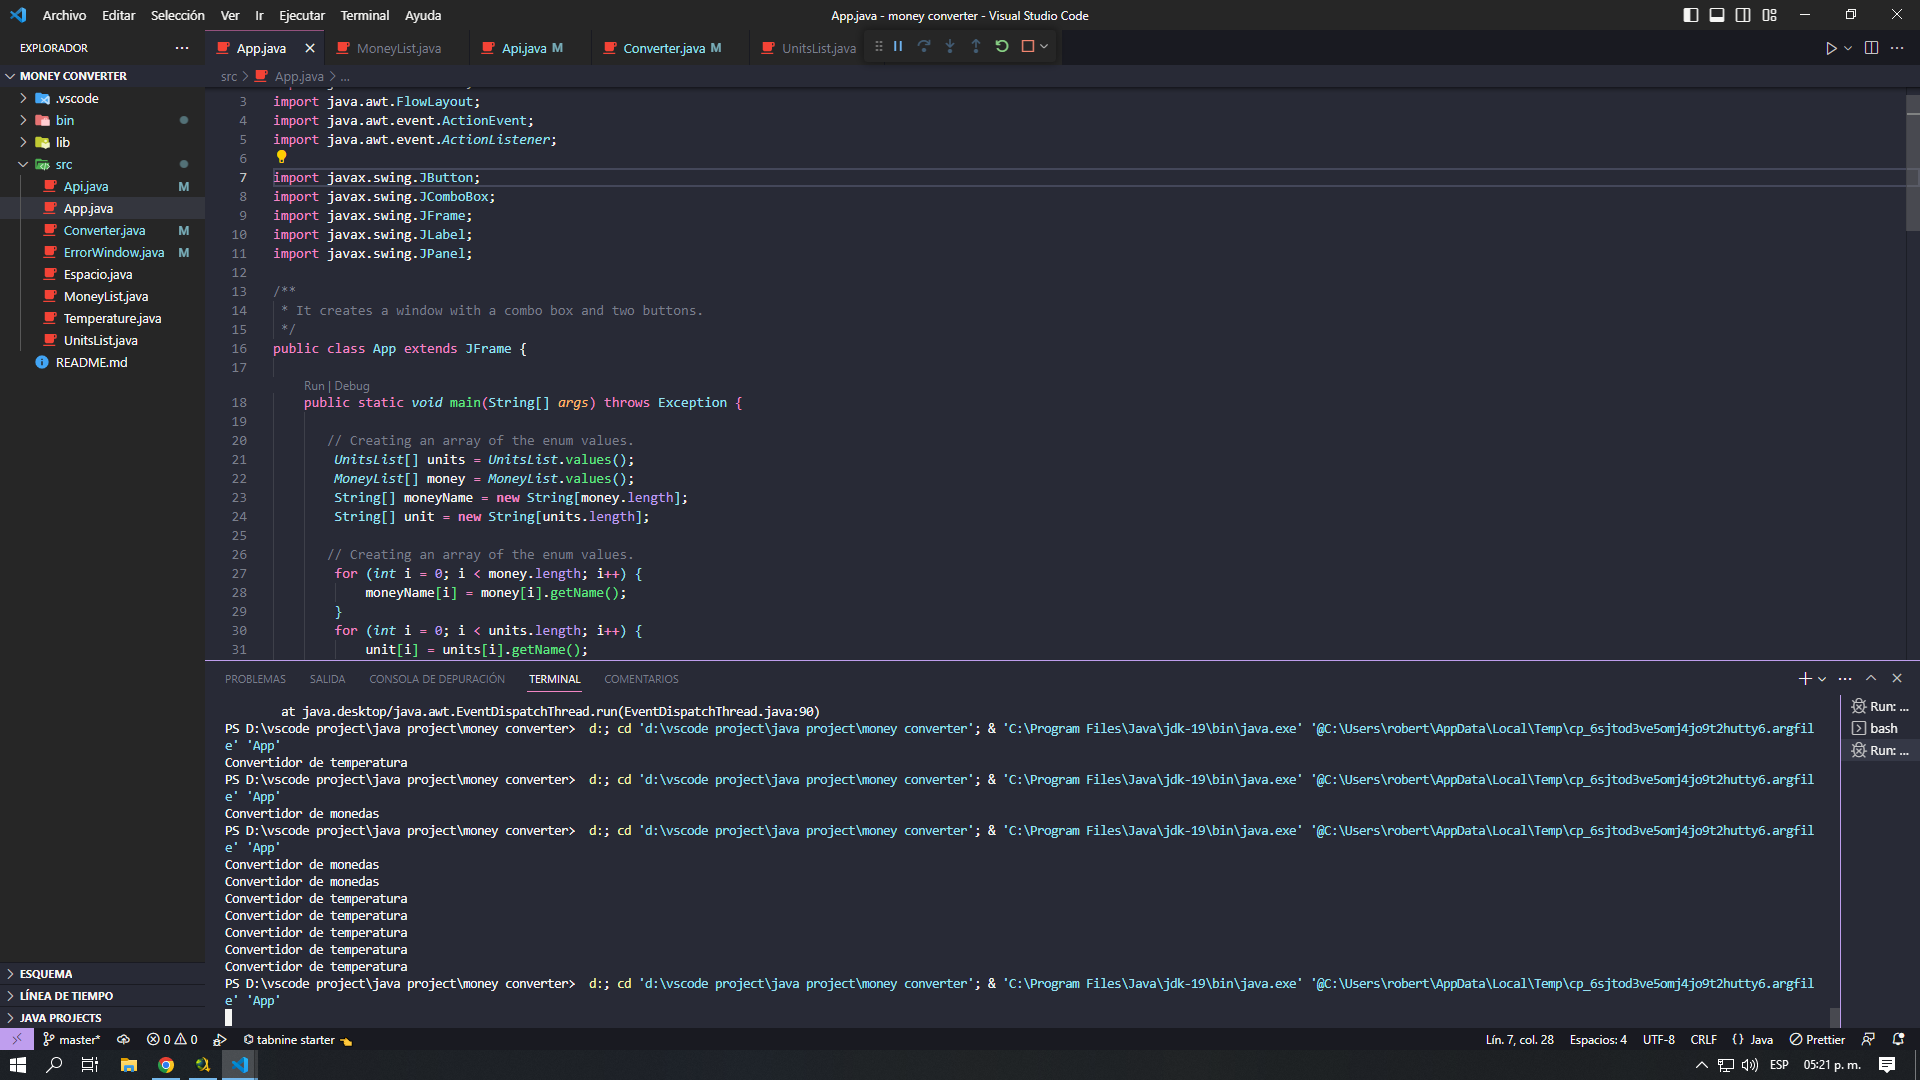 Archivo Editar Selección Ver Ir Ejecutar Terminal Ayuda
App.java - money converter - Visual Studio Code
EXPLORADOR
App.java
MoneyList.java
Api.java M
Converter.java M
UnitsList.java
MONEY CONVERTER
.vscode
bin
lib
src
Api.java M
App.java
Converter.java M
ErrorWindow.java M
Espacio.java
MoneyList.java
Temperature.java
UnitsList.java
README.md
ESQUEMA
LÍNEA DE TIEMPO
JAVA PROJECTS
src > App.java > ...
3 import java.awt.FlowLayout;
4 import java.awt.event.ActionEvent;
5 import java.awt.event.ActionListener;
6
7 import javax.swing.JButton;
8 import javax.swing.JComboBox;
9 import javax.swing.JFrame;
10 import javax.swing.JLabel;
11 import javax.swing.JPanel;
12
13 /**
14 * It creates a window with a combo box and two buttons.
15 */
16 public class App extends JFrame {
17
Run | Debug
18 public static void main(String[] args) throws Exception {
19
20 // Creating an array of the enum values.
21 UnitsList[] units = UnitsList.values();
22 MoneyList[] money = MoneyList.values();
23 String[] moneyName = new String[money.length];
24 String[] unit = new String[units.length];
25
26 // Creating an array of the enum values.
27 for (int i = 0; i < money.length; i++) {
28 moneyName[i] = money[i].getName();
29 }
30 for (int i = 0; i < units.length; i++) {
31 unit[i] = units[i].getName();
PROBLEMAS SALIDA CONSOLA DE DEPURACIÓN TERMINAL COMENTARIOS
at java.desktop/java.awt.EventDispatchThread.run(EventDispatchThread.java:90)
PS D:\vscode project\java project\money converter>  d:; cd 'd:\vscode project\java project\money converter'; & 'C:\Program Files\Java\jdk-19\bin\java.exe' '@C:\Users\robert\AppData\Local\Temp\cp_6sjtod3ve5omj4jo9t2hutty6.argfil
e' 'App'
Convertidor de temperatura
PS D:\vscode project\java project\money converter>  d:; cd 'd:\vscode project\java project\money converter'; & 'C:\Program Files\Java\jdk-19\bin\java.exe' '@C:\Users\robert\AppData\Local\Temp\cp_6sjtod3ve5omj4jo9t2hutty6.argfil
e' 'App'
Convertidor de monedas
PS D:\vscode project\java project\money converter>  d:; cd 'd:\vscode project\java project\money converter'; & 'C:\Program Files\Java\jdk-19\bin\java.exe' '@C:\Users\robert\AppData\Local\Temp\cp_6sjtod3ve5omj4jo9t2hutty6.argfil
e' 'App'
Convertidor de monedas
Convertidor de monedas
Convertidor de temperatura
Convertidor de temperatura
Convertidor de temperatura
Convertidor de temperatura
Convertidor de temperatura
PS D:\vscode project\java project\money converter>  d:; cd 'd:\vscode project\java project\money converter'; & 'C:\Program Files\Java\jdk-19\bin\java.exe' '@C:\Users\robert\AppData\Local\Temp\cp_6sjtod3ve5omj4jo9t2hutty6.argfil
e' 'App'
Run: ...
bash
Run: ...
master* 0 0 tabnine starter
Lín. 7, col. 28 Espacios: 4 UTF-8 CRLF {} Java Prettier
ESP 05:21 p. m.